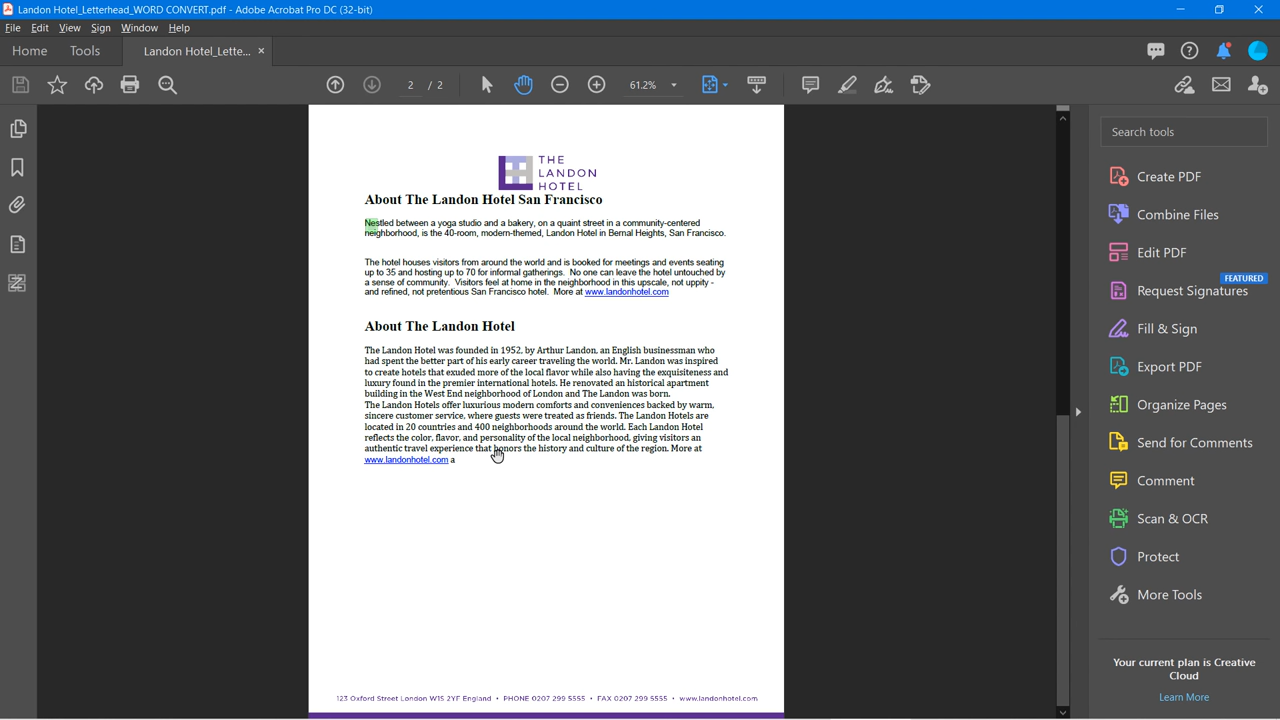 Landon Hotel_Letterhead_WORD CONVERT.pdf - Adobe Acrobat Pro DC (32-bit)
File Edit View Sign Window Help
Home Tools Landon Hotel_Lette... ×
2 / 2 61.2%
THE
LANDON
HOTEL
About The Landon Hotel San Francisco
Nestled between a yoga studio and a bakery, on a quaint street in a community-centered
neighborhood, is the 40-room, modern-themed, Landon Hotel in Bernal Heights, San Francisco.
The hotel houses visitors from around the world and is booked for meetings and events seating
up to 35 and hosting up to 70 for informal gatherings. No one can leave the hotel untouched by
a sense of community. Visitors feel at home in the neighborhood in this upscale, not uppity -
and refined, not pretentious San Francisco hotel. More at www.landonhotel.com
About The Landon Hotel
The Landon Hotel was founded in 1952, by Arthur Landon, an English businessman who
had spent the better part of his early career traveling the world. Mr. Landon was inspired
to create hotels that exuded more of the local flavor while also having the exquisiteness and
luxury found in the premier international hotels. He renovated an historical apartment
building in the West End neighborhood of London and The Landon was born.
The Landon Hotels offer luxurious modern comforts and conveniences backed by warm,
sincere customer service, where guests were treated as friends. The Landon Hotels are
located in 20 countries and 400 neighborhoods around the world. Each Landon Hotel
reflects the color, flavor, and personality of the local neighborhood, giving visitors an
authentic travel experience that honors the history and culture of the region. More at
www.landonhotel.com a
123 Oxford Street London W1S 2YF England • PHONE 0207 299 5555 • FAX 0207 299 5555 • www.landonhotel.com
Search tools
Create PDF
Combine Files
Edit PDF
FEATURED
Request Signatures
Fill & Sign
Export PDF
Organize Pages
Send for Comments
Comment
Scan & OCR
Protect
More Tools
Your current plan is Creative
Cloud
Learn More